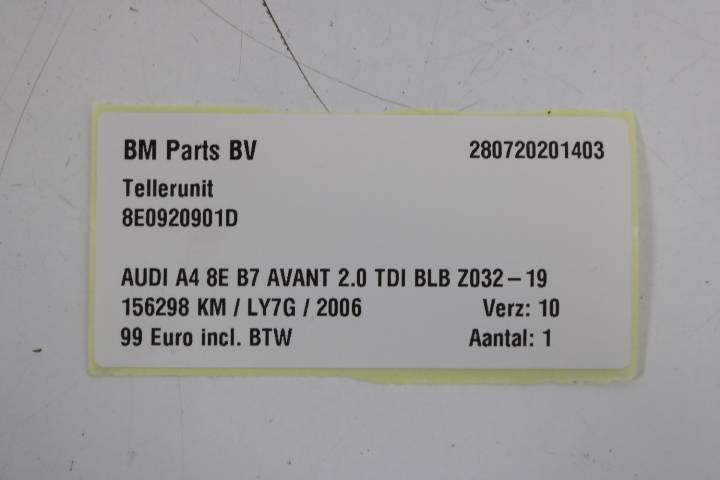 BM Parts BV 280720201403
Tellerunit
8E0920901D
AUDI A4 8E B7 AVANT 2.0 TDI BLB Z032-19
156298 KM / LY7G / 2006 Verz: 10
99 Euro incl. BTW Aantal: 1